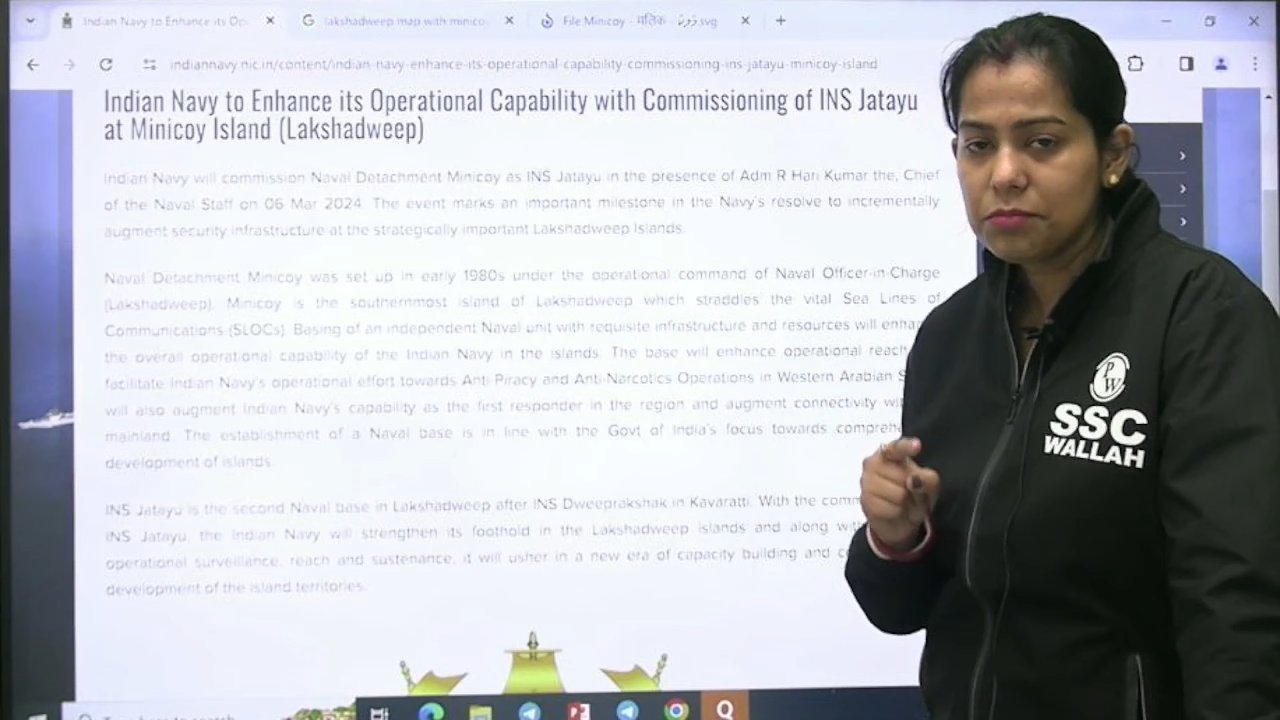 Indian Navy to Enhance its Op
lakshadweep map with minico
File:Minicoy - मलिक - .svg
indiannavy.nic.in/content/indian-navy-enhance-its-operational-capability-commissioning-ins-jatayu-minicoy-island
Indian Navy to Enhance its Operational Capability with Commissioning of INS Jatayu
at Minicoy Island (Lakshadweep)
Indian Navy will commission Naval Detachment Minicoy as INS Jatayu in the presence of Adm R Hari Kumar the, Chief
of the Naval Staff on 06 Mar 2024. The event marks an important milestone in the Navy's resolve to incrementally
augment security infrastructure at the strategically important Lakshadweep Islands.
Naval Detachment Minicoy was set up in early 1980s under the operational command of Naval Officer-in-Charge
(Lakshadweep). Minicoy is the southernmost island of Lakshadweep which straddles the vital Sea Lines of
Communications (SLOCs). Basing of an independent Naval unit with requisite infrastructure and resources will enhan
the overall operational capability of the Indian Navy in the islands. The base will enhance operational reach
facilitate Indian Navy's operational effort towards Anti-Piracy and Anti-Narcotics Operations in Western Arabian S
will also augment Indian Navy's capability as the first responder in the region and augment connectivity wi
mainland. The establishment of a Naval base is in line with the Govt of India's focus towards compreh
development of islands.
INS Jatayu is the second Naval base in Lakshadweep after INS Dweeprakshak in Kavaratti. With the comm
INS Jatayu, the Indian Navy will strengthen its foothold in the Lakshadweep islands and along wit
operational surveillance, reach and sustenance, it will usher in a new era of capacity building and c
development of the island territories.
PW
SSC
WALLAH